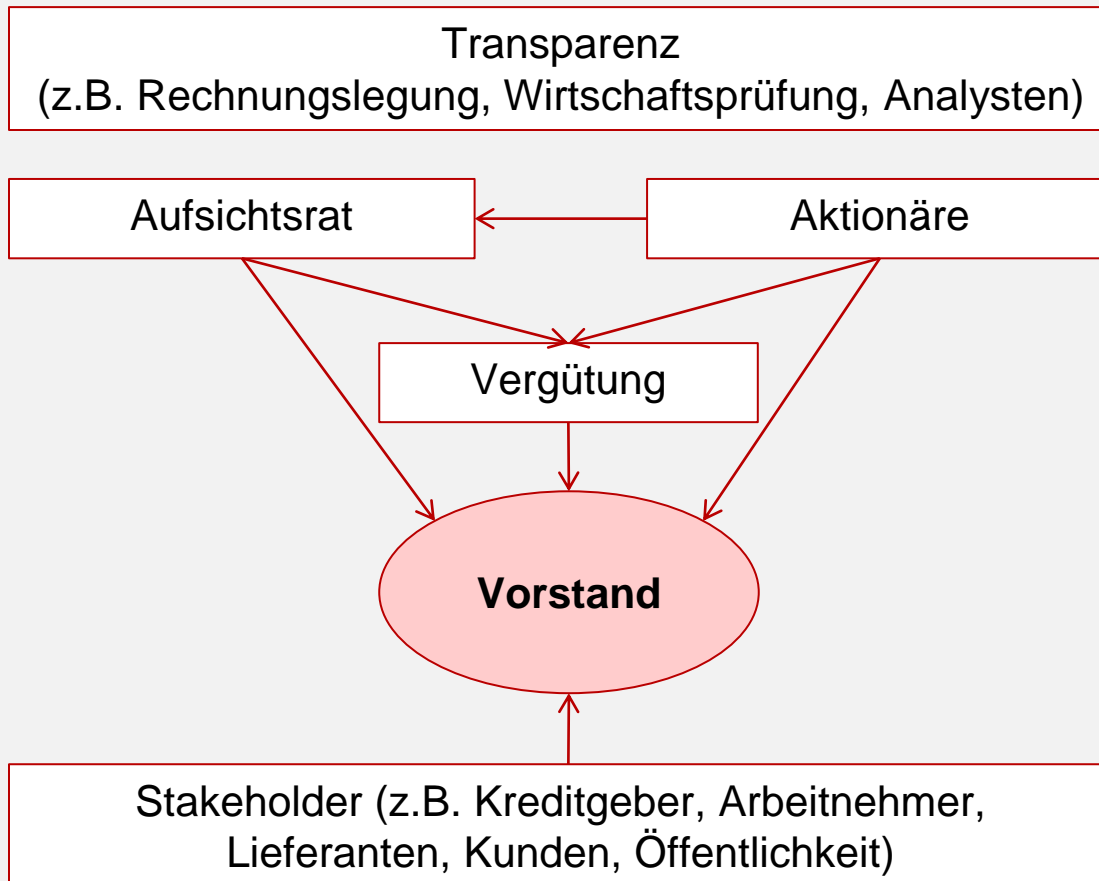 Transparenz
(z.B. Rechnungslegung, Wirtschaftsprüfung, Analysten)
Aufsichtsrat
Aktionäre
Vergütung
Vorstand
Stakeholder (z.B. Kreditgeber, Arbeitnehmer,
Lieferanten, Kunden, Öffentlichkeit)